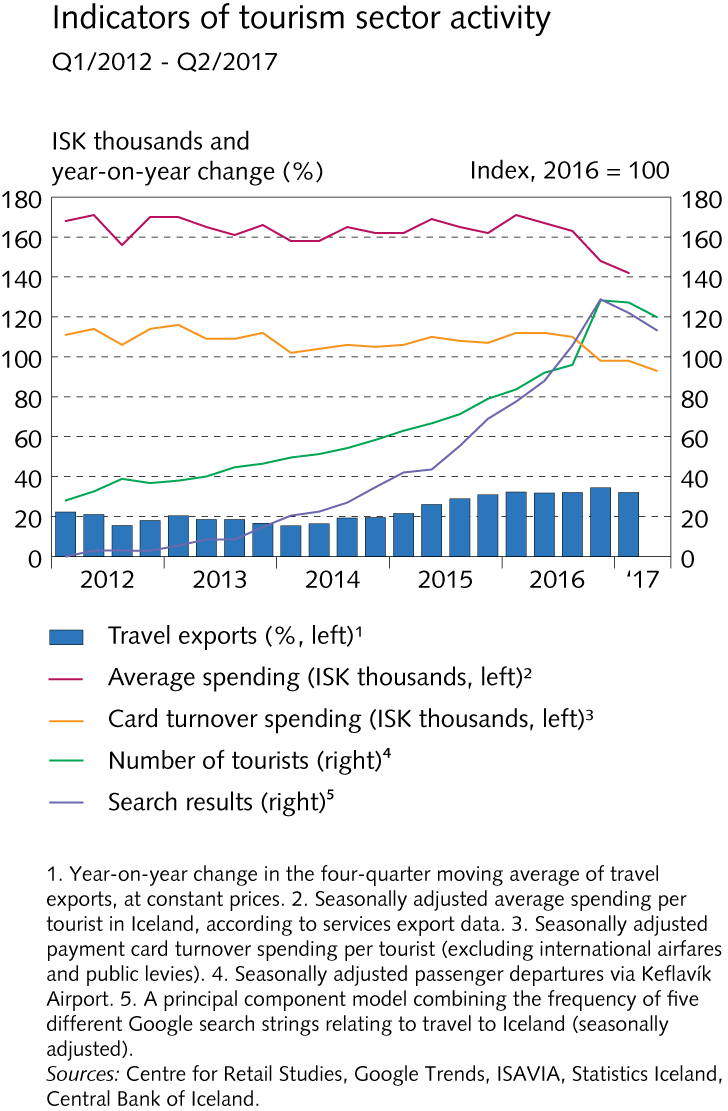 Indicators of tourism sector activity
Q1/2012 - Q2/2017
ISK thousands and
year-on-year change (%)
Index, 2016 = 100
180 180
160 160
140 140
120 120
100 100
80 80
60 60
40 40
20 20
0 0
2012 2013 2014 2015 2016 ‘17
Travel exports (%, left)¹
Average spending (ISK thousands, left)²
Card turnover spending (ISK thousands, left)³
Number of tourists (right)⁴
Search results (right)⁵
1. Year-on-year change in the four-quarter moving average of travel
exports, at constant prices. 2. Seasonally adjusted average spending per
tourist in Iceland, according to services export data. 3. Seasonally adjusted
payment card turnover spending per tourist (excluding international airfares
and public levies). 4. Seasonally adjusted passenger departures via Keflavík
Airport. 5. A principal component model combining the frequency of five
different Google search strings relating to travel to Iceland (seasonally
adjusted).
Sources: Centre for Retail Studies, Google Trends, ISAVIA, Statistics Iceland,
Central Bank of Iceland.